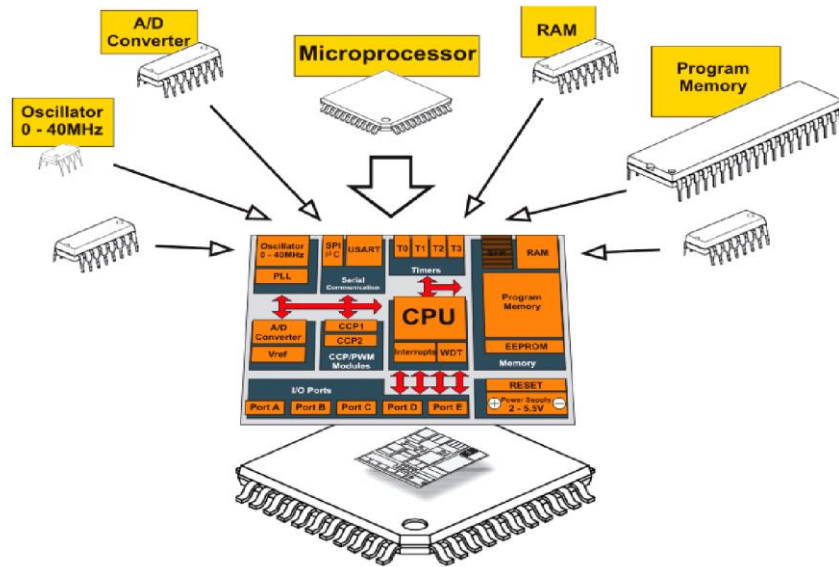 A/D
Converter
Microprocessor
RAM
Program
Memory
Oscillator
0 - 40MHz
Oscillator
0 - 40MHz
PLL
SPI
I²C
USART
Serial
Communication
T0 T1 T2 T3
Timers
RAM
Program
Memory
EEPROM
Memory
A/D
Converter
Vref
CCP1
CCP2
CCP/PWM
Modules
CPU
Interrupts WDT
I/O Ports
Port A Port B Port C Port D Port E
RESET
Power Supply
2 - 5.5V